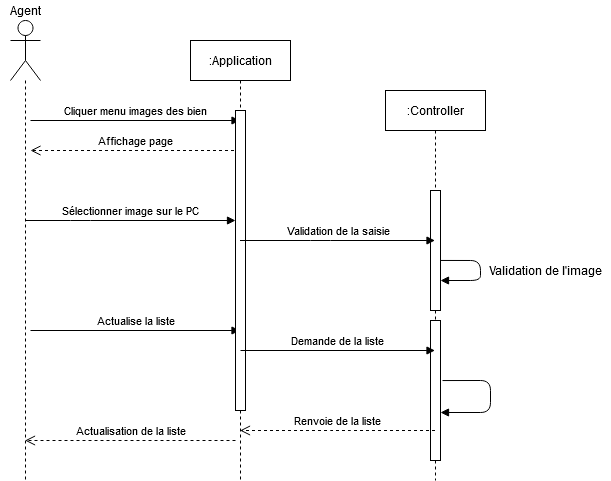 Agent
:Application
:Controller
Cliquer menu images des bien
Affichage page
Sélectionner image sur le PC
Validation de la saisie
Validation de l'image
Actualise la liste
Demande de la liste
Renvoie de la liste
Actualisation de la liste